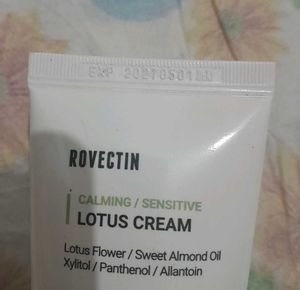 EXP 20270501
ROVECTIN
CALMING / SENSITIVE
LOTUS CREAM
Lotus Flower / Sweet Almond Oil
Xylitol / Panthenol / Allantoin